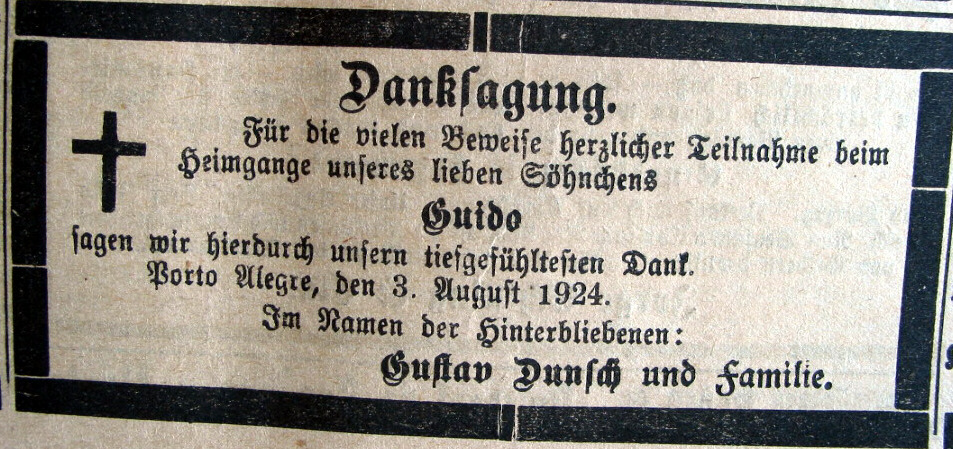 Danksagung.
Für die vielen Beweise herzlicher Teilnahme beim
Heimgange unseres lieben Söhnchens
Guido
sagen wir hierdurch unsern tiefgefühltesten Dank.
Porto Alegre, den 3. August 1924.
Im Namen der Hinterbliebenen:
Gustav Dunsch und Familie.